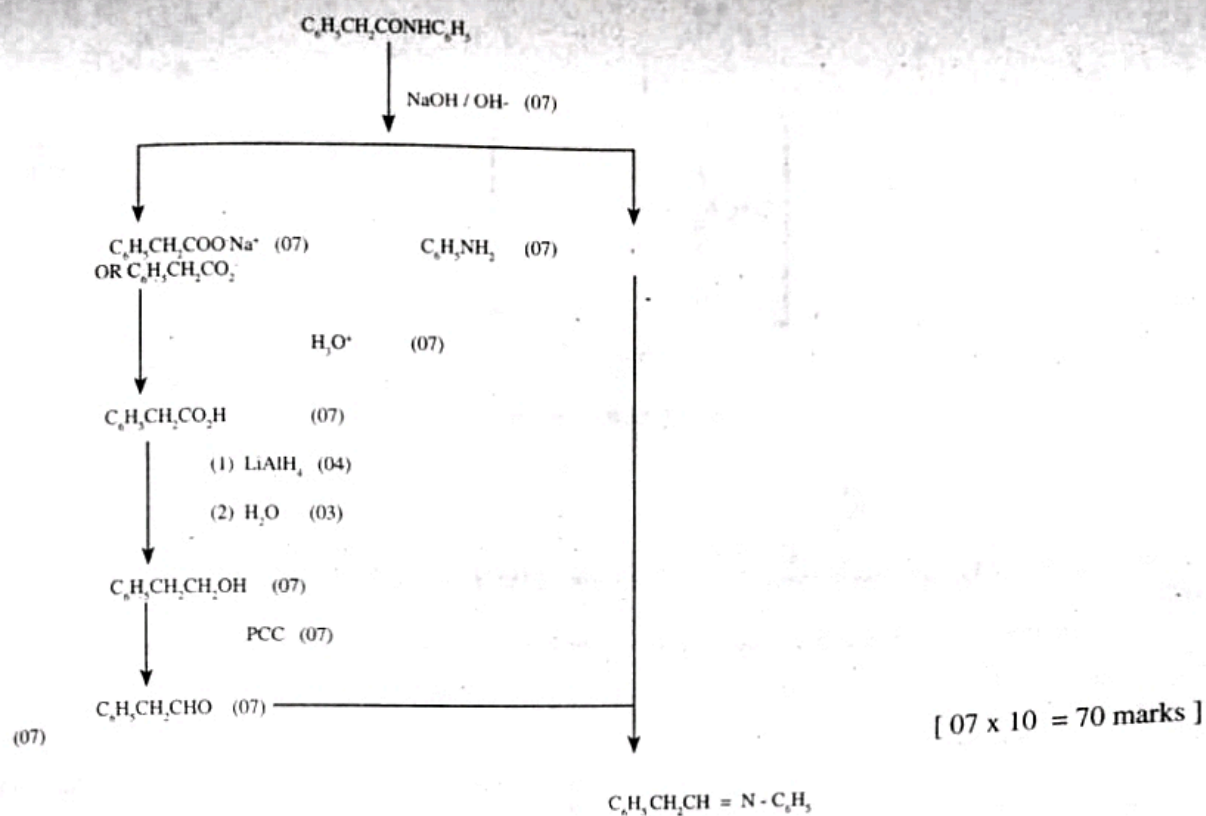 C₆H₅CH₂CONHC₆H₅
NaOH / OH- (07)
C₆H₅CH₂COO Na⁺ (07)
OR C₆H₅CH₂CO₂⁻
C₆H₅NH₂ (07)
H₃O⁺ (07)
C₆H₅CH₂CO₂H (07)
(1) LiAlH₄ (04)
(2) H₂O (03)
C₆H₅CH₂CH₂OH (07)
PCC (07)
C₆H₅CH₂CHO (07)
(07)
[ 07 x 10 = 70 marks ]
C₆H₅CH₂CH = N - C₆H₅